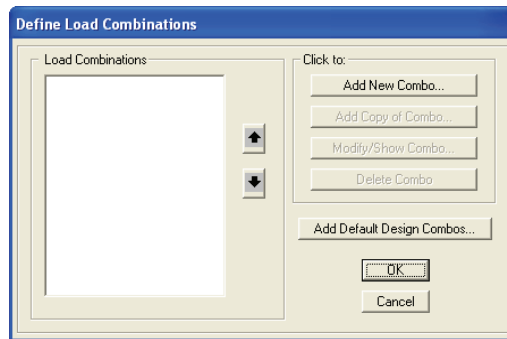 Define Load Combinations
Load Combinations
Click to:
Add New Combo...
Add Copy of Combo...
Modify/Show Combo...
Delete Combo
Add Default Design Combos...
OK
Cancel